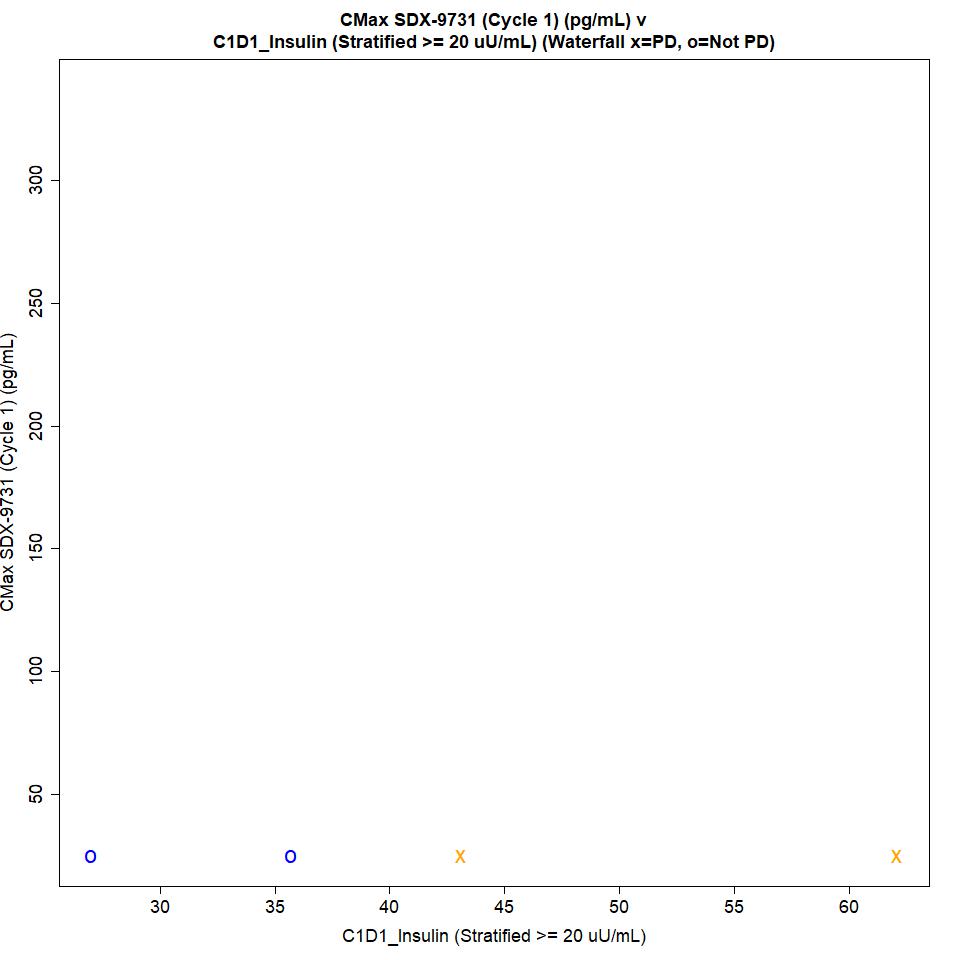 CMax SDX-9731 (Cycle 1) (pg/mL) v
C1D1_Insulin (Stratified >= 20 uU/mL) (Waterfall x=PD, o=Not PD)
CMax SDX-9731 (Cycle 1) (pg/mL)
300
250
200
150
100
50
O
O
X
X
30
35
40
45
50
55
60
C1D1_Insulin (Stratified >= 20 uU/mL)